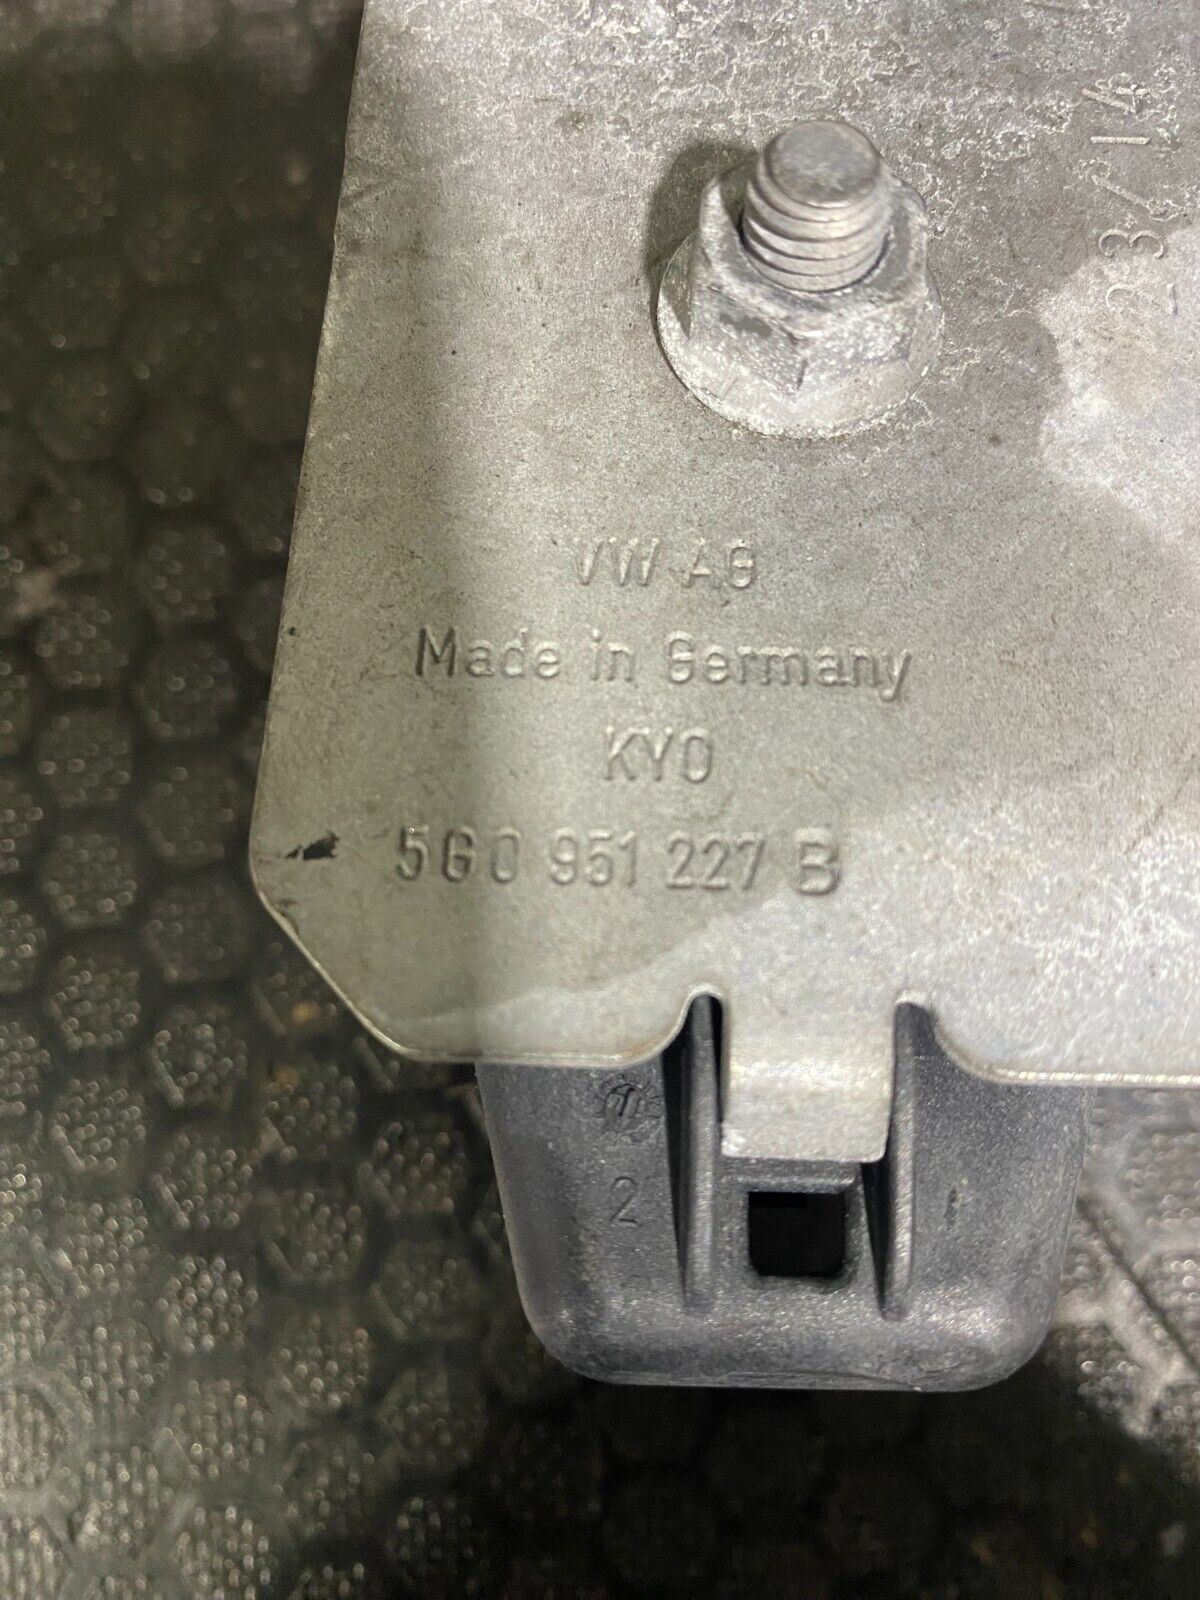 VW AG
Made in Germany
KYO
5G0 951 227 B
2